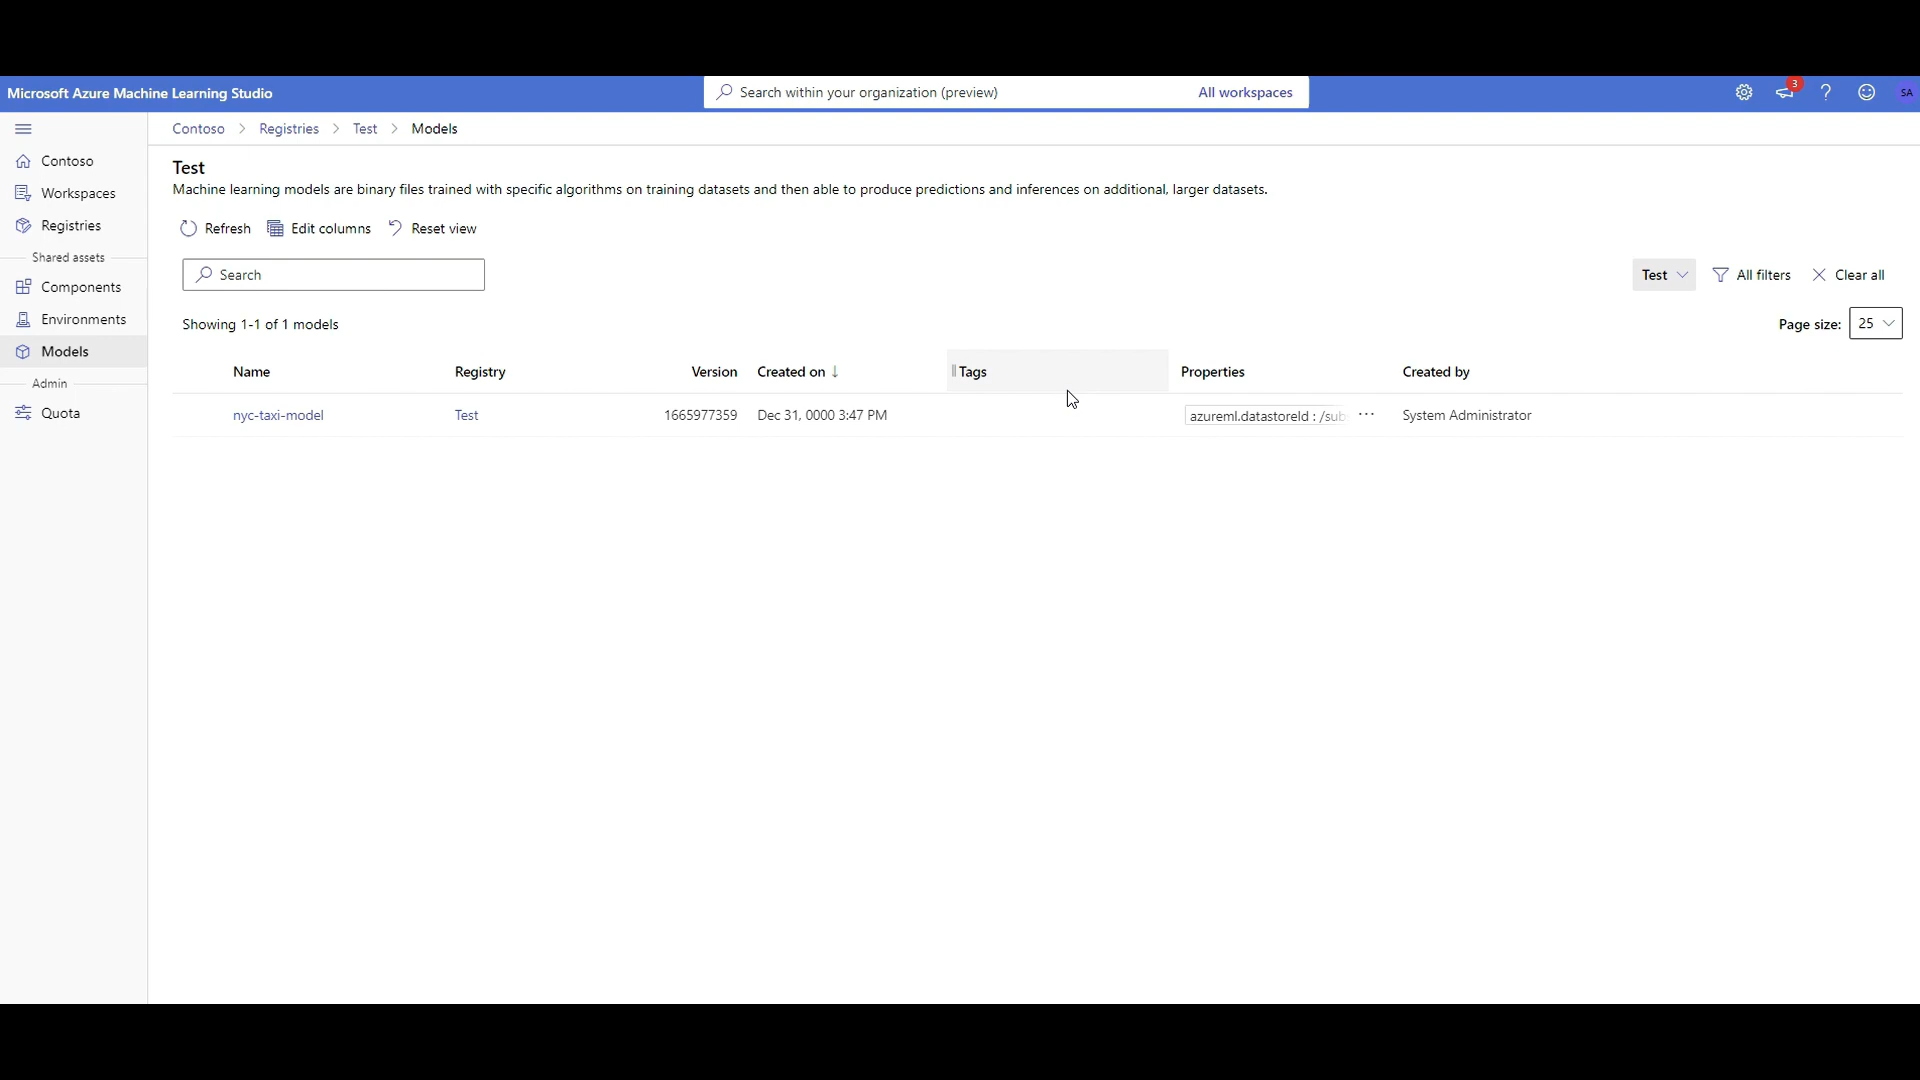 Microsoft Azure Machine Learning Studio
Search within your organization (preview)
All workspaces
3
?
SA
Contoso > Registries > Test > Models
Contoso
Workspaces
Registries
Shared assets
Components
Environments
Models
Admin
Quota
Test
Machine learning models are binary files trained with specific algorithms on training datasets and then able to produce predictions and inferences on additional, larger datasets.
Refresh Edit columns Reset view
Search
Test All filters Clear all
Showing 1-1 of 1 models
Page size: 25
Name Registry Version Created on ↓ Tags Properties Created by
nyc-taxi-model Test 1665977359 Dec 31, 0000 3:47 PM azureml.datastoreId : /sub ··· System Administrator